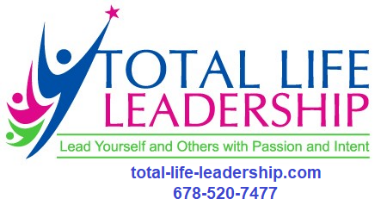 TOTAL LIFE
LEADERSHIP
Lead Yourself and Others with Passion and Intent
total-life-leadership.com
678-520-7477